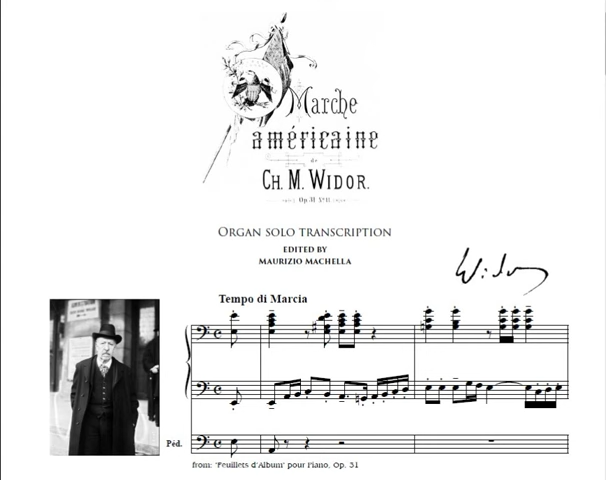 Marche
américaine
de
CH. M. WIDOR.
Op. 31 Nº 11
ORGAN SOLO TRANSCRIPTION
EDITED BY
MAURIZIO MACHELLA
Widor
Tempo di Marcia
Péd.
from: "Feuillets d'Album" pour Piano, Op. 31